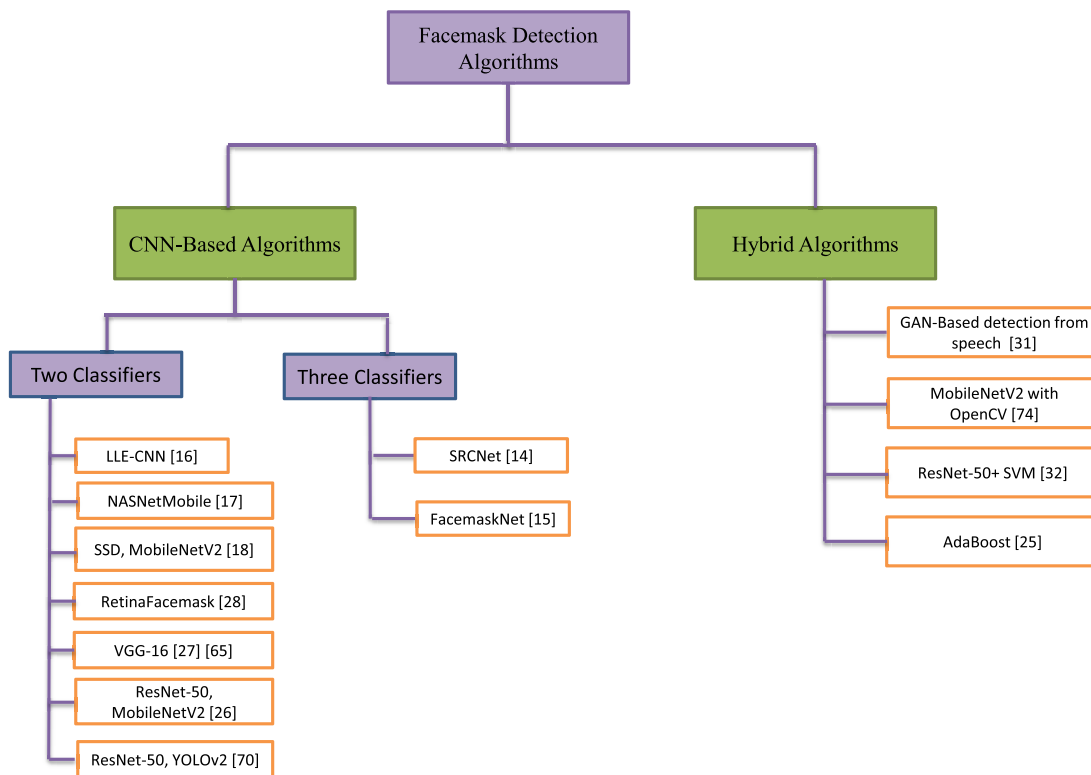 Facemask Detection
Algorithms
CNN-Based Algorithms
Hybrid Algorithms
Two Classifiers
Three Classifiers
LLE-CNN [16]
NASNetMobile [17]
SSD, MobileNetV2 [18]
RetinaFacemask [28]
VGG-16 [27] [65]
ResNet-50,
MobileNetV2 [26]
ResNet-50, YOLOv2 [70]
SRCNet [14]
FacemaskNet [15]
GAN-Based detection from
speech [31]
MobileNetV2 with
OpenCV [74]
ResNet-50+ SVM [32]
AdaBoost [25]